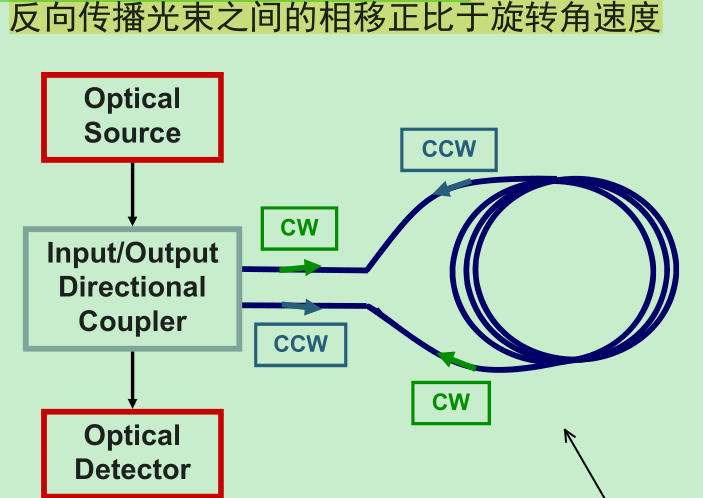 反向传播光束之间的相移正比于旋转角速度
Optical
Source
CCW
CW
Input/Output
Directional
Coupler
CCW
CW
Optical
Detector